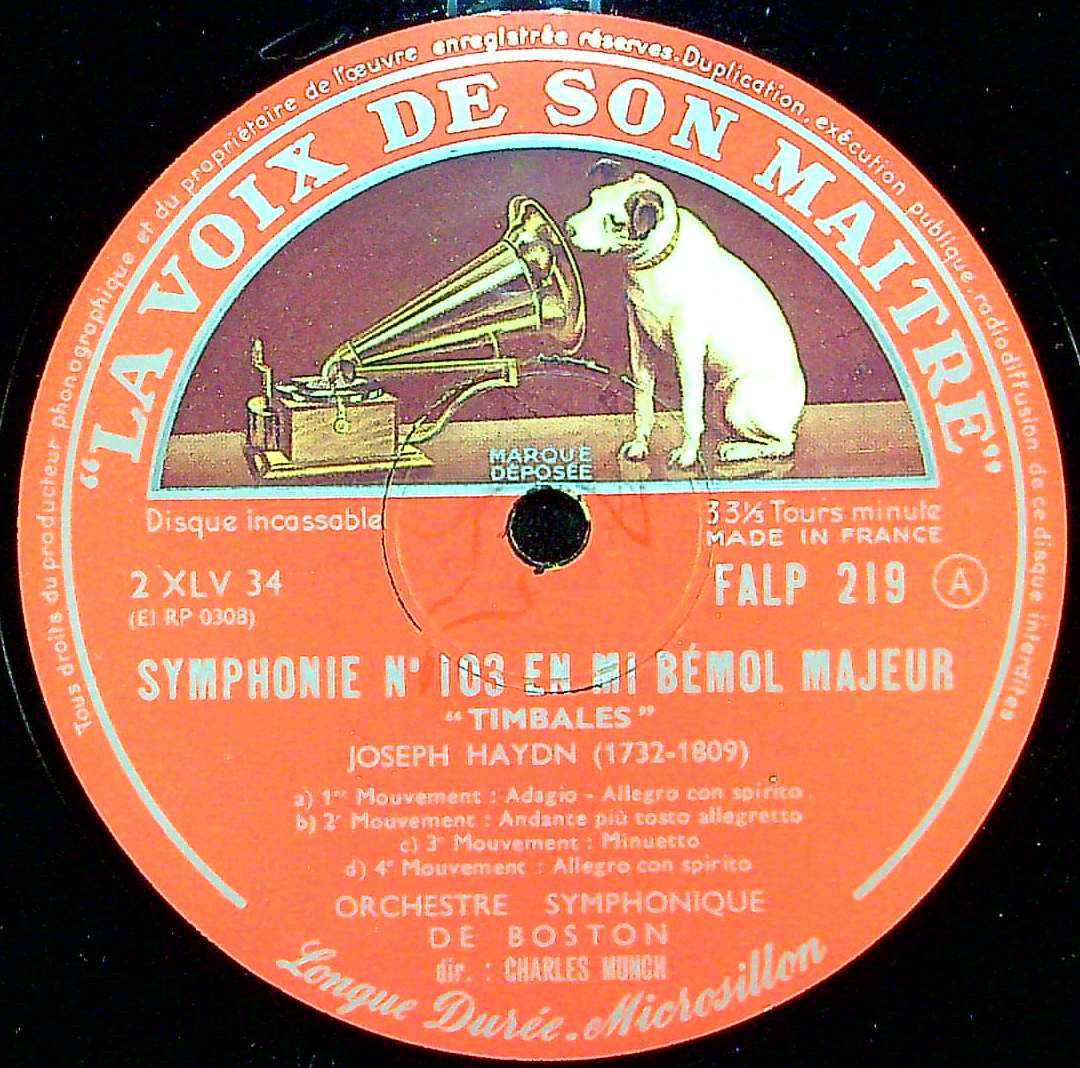 Tous droits du producteur phonographique et du propriétaire de l'œuvre enregistrée réservés. Duplication, exécution publique, radiodiffusion de ce disque interdites
"LA VOIX DE SON MAITRE"
MARQUE
DÉPOSÉE
Disque incassable
33⅓ Tours minute
MADE IN FRANCE
2 XLV 34
(EI RP 0308)
FALP 219 A
SYMPHONIE N° 103 EN MI BÉMOL MAJEUR
"TIMBALES"
JOSEPH HAYDN (1732-1809)
a) 1er Mouvement : Adagio - Allegro con spirito
b) 2e Mouvement : Andante più tosto allegretto
c) 3e Mouvement : Minuetto
d) 4e Mouvement : Allegro con spirito
ORCHESTRE SYMPHONIQUE
DE BOSTON
dir. : CHARLES MUNCH
Longue Durée - Microsillon